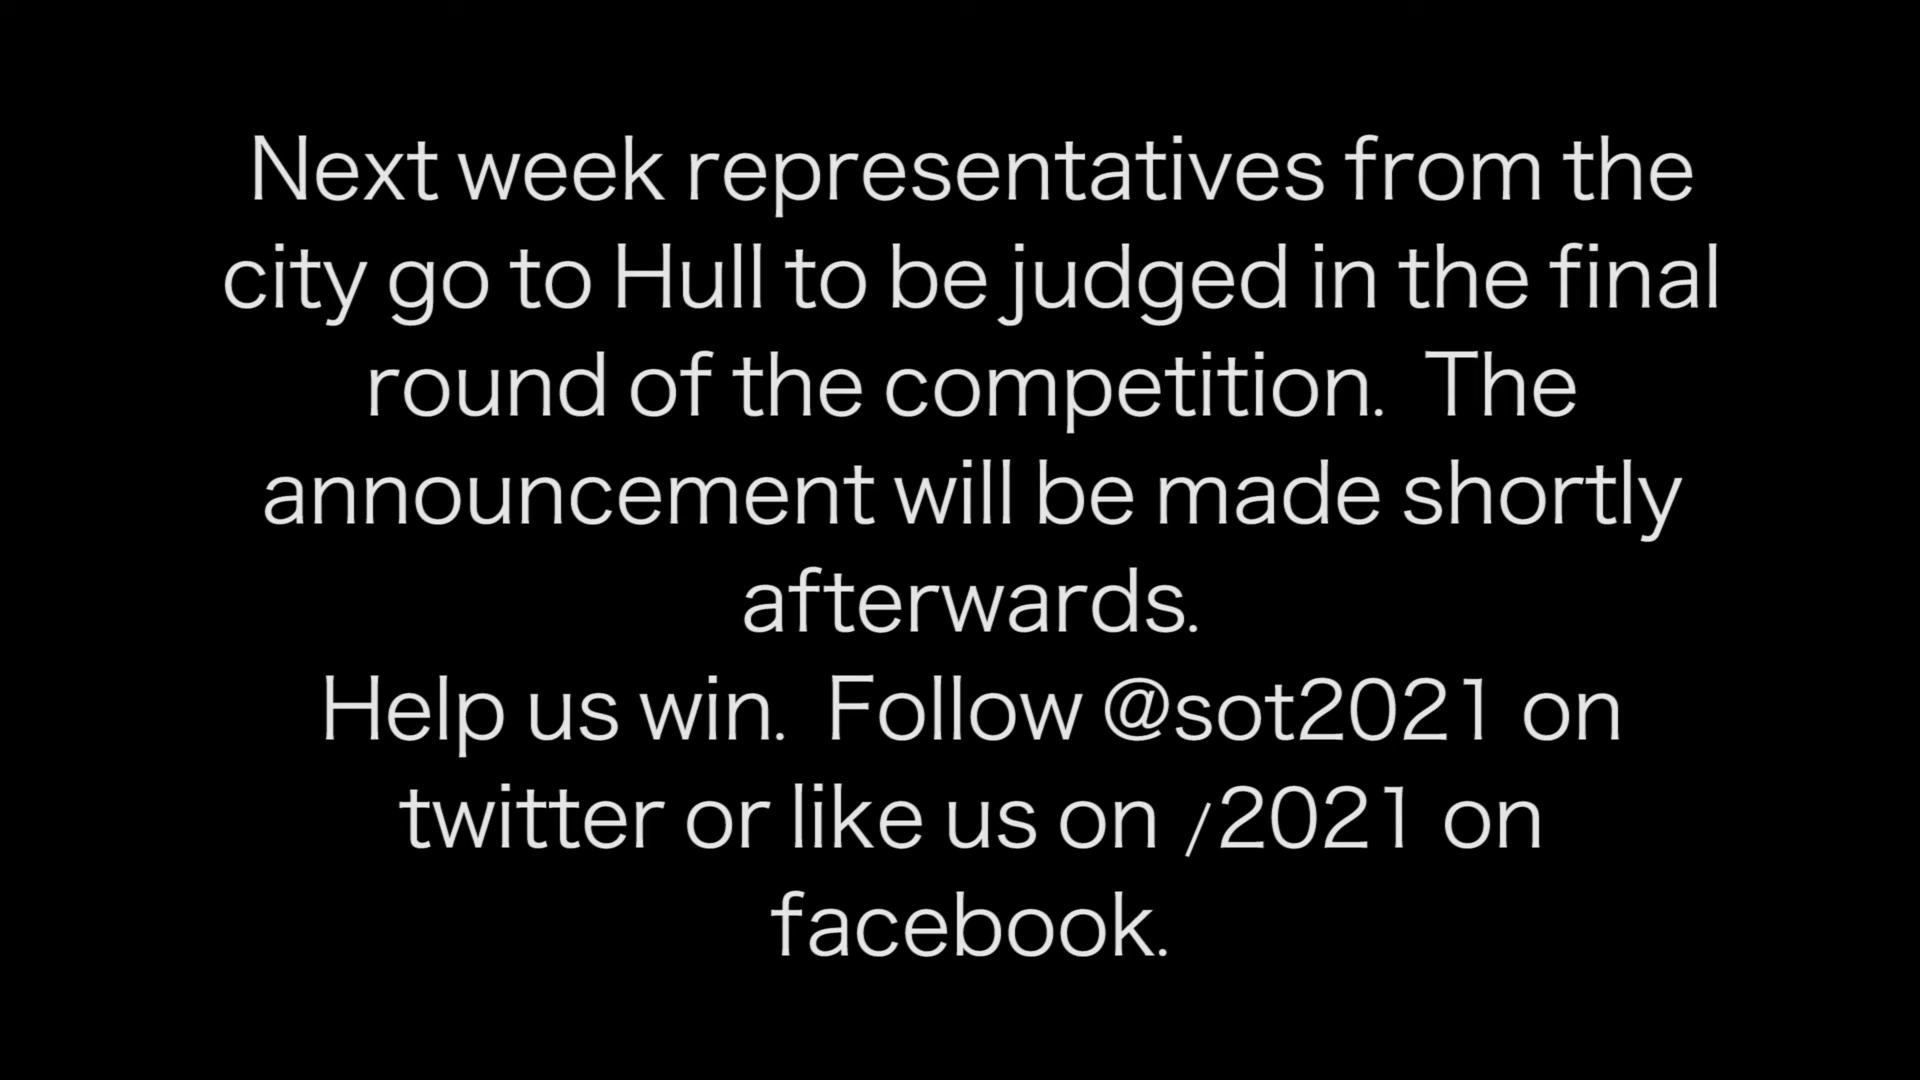 Next week representatives from the
city go to Hull to be judged in the final
round of the competition.  The
announcement will be made shortly
afterwards.
Help us win.  Follow @sot2021 on
twitter or like us on /2021 on
facebook.